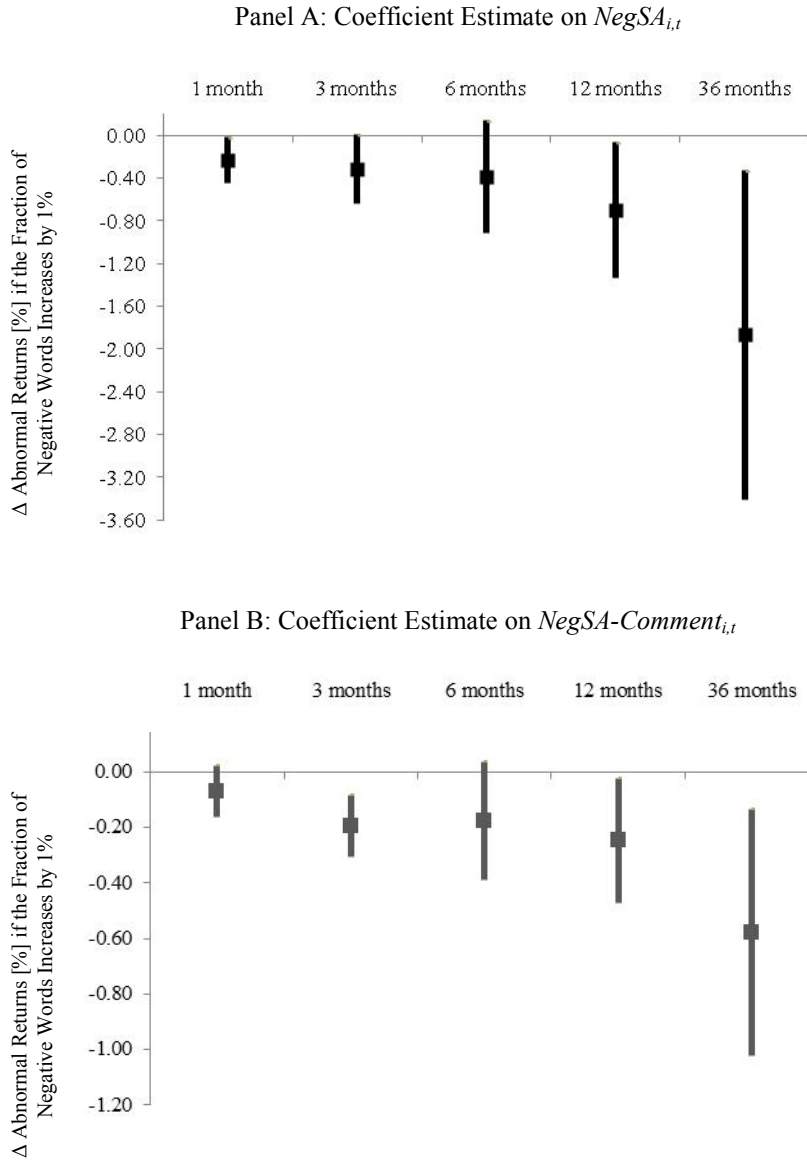 Panel A: Coefficient Estimate on NegSAi,t
1 month 3 months 6 months 12 months 36 months
0.00
-0.40
-0.80
-1.20
-1.60
-2.00
-2.40
-2.80
-3.20
-3.60
Δ Abnormal Returns [%] if the Fraction of
Negative Words Increases by 1%
Panel B: Coefficient Estimate on NegSA-Commenti,t
1 month 3 months 6 months 12 months 36 months
0.00
-0.20
-0.40
-0.60
-0.80
-1.00
-1.20
Δ Abnormal Returns [%] if the Fraction of
Negative Words Increases by 1%